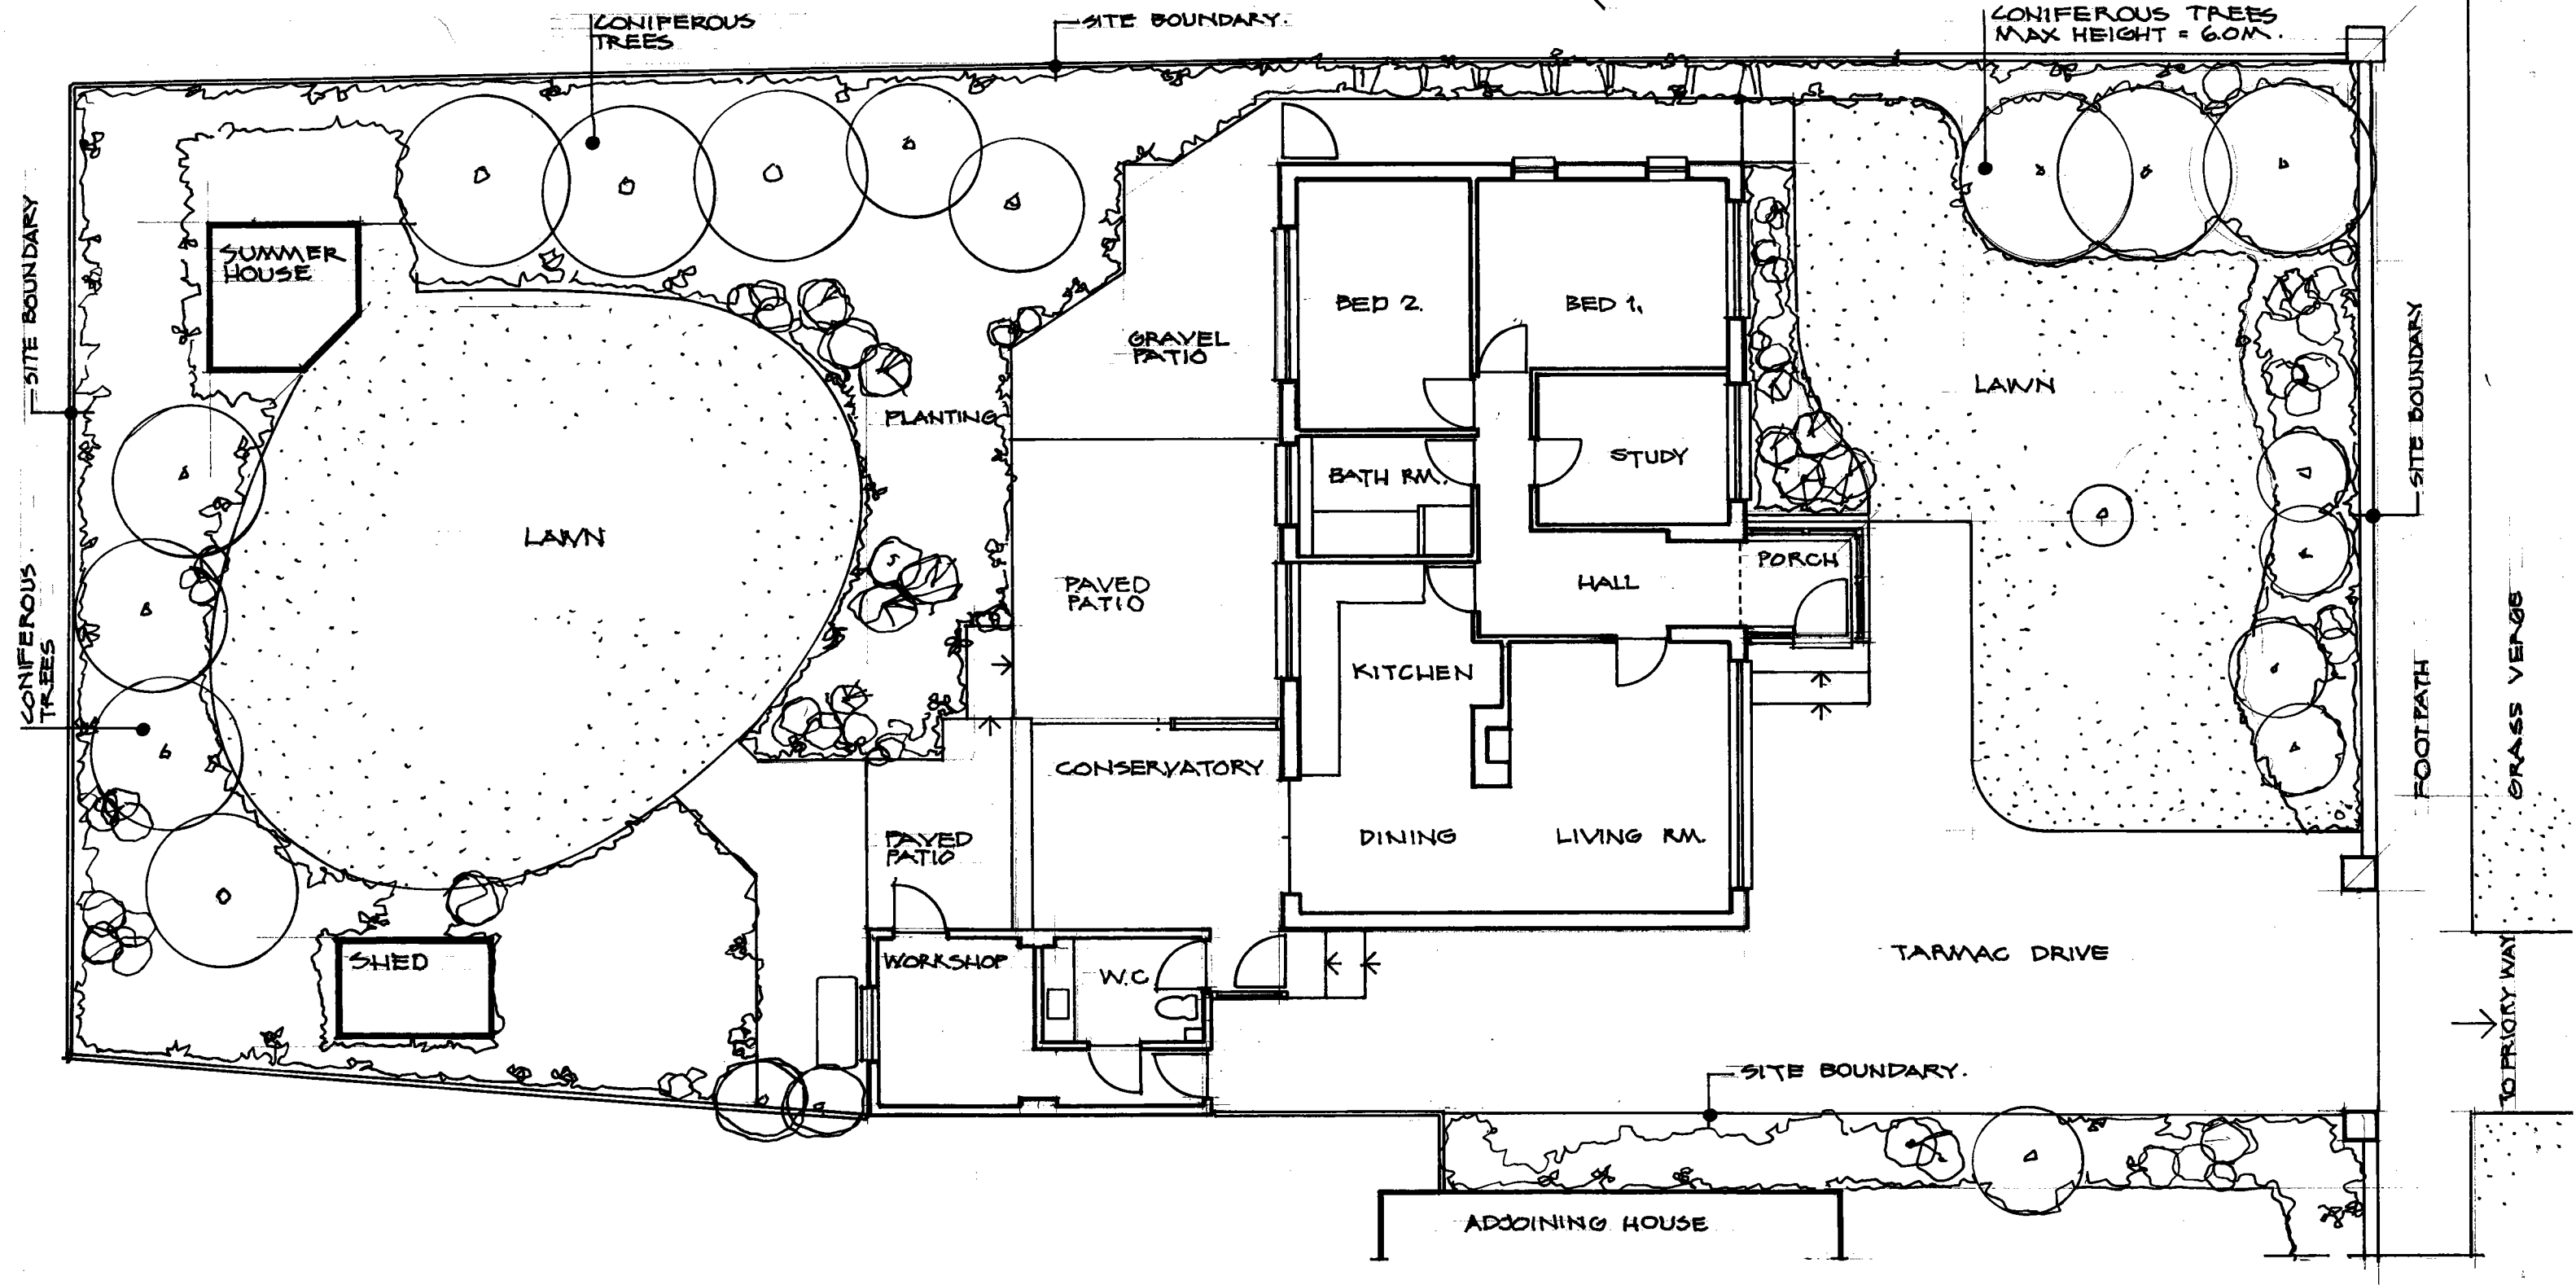 CONIFEROUS
TREES
SITE BOUNDARY.
CONIFEROUS TREES
MAX HEIGHT = 6.0M.
SITE BOUNDARY
SUMMER
HOUSE
BED 2.
BED 1.
GRAVEL
PATIO
LAWN
SITE BOUNDARY
PLANTING
STUDY
BATH RM.
LAWN
PORCH
HALL
PAVED
PATIO
CONIFEROUS.
TREES
KITCHEN
FOOTPATH
GRASS VERGE
CONSERVATORY
PAVED
PATIO
DINING
LIVING RM.
SHED
WORKSHOP
W.C
TARMAC DRIVE
TO PRIORY WAY
SITE BOUNDARY.
ADJOINING HOUSE